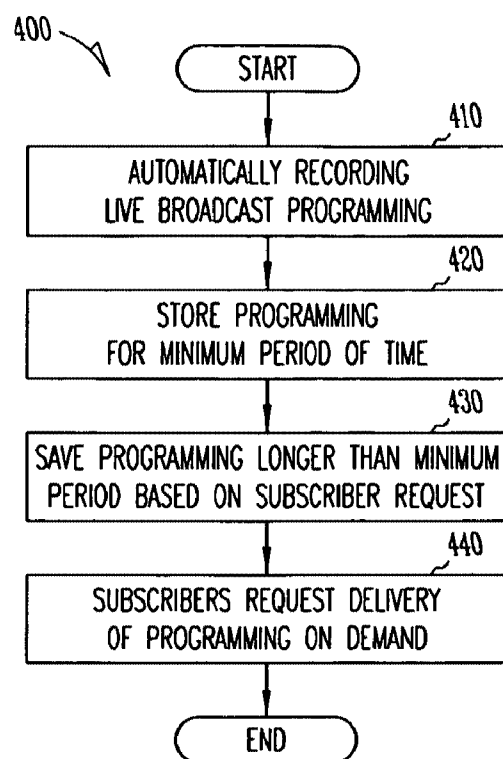 400
START
410
AUTOMATICALLY RECORDING
LIVE BROADCAST PROGRAMMING
420
STORE PROGRAMMING
FOR MINIMUM PERIOD OF TIME
430
SAVE PROGRAMMING LONGER THAN MINIMUM
PERIOD BASED ON SUBSCRIBER REQUEST
440
SUBSCRIBERS REQUEST DELIVERY
OF PROGRAMMING ON DEMAND
END